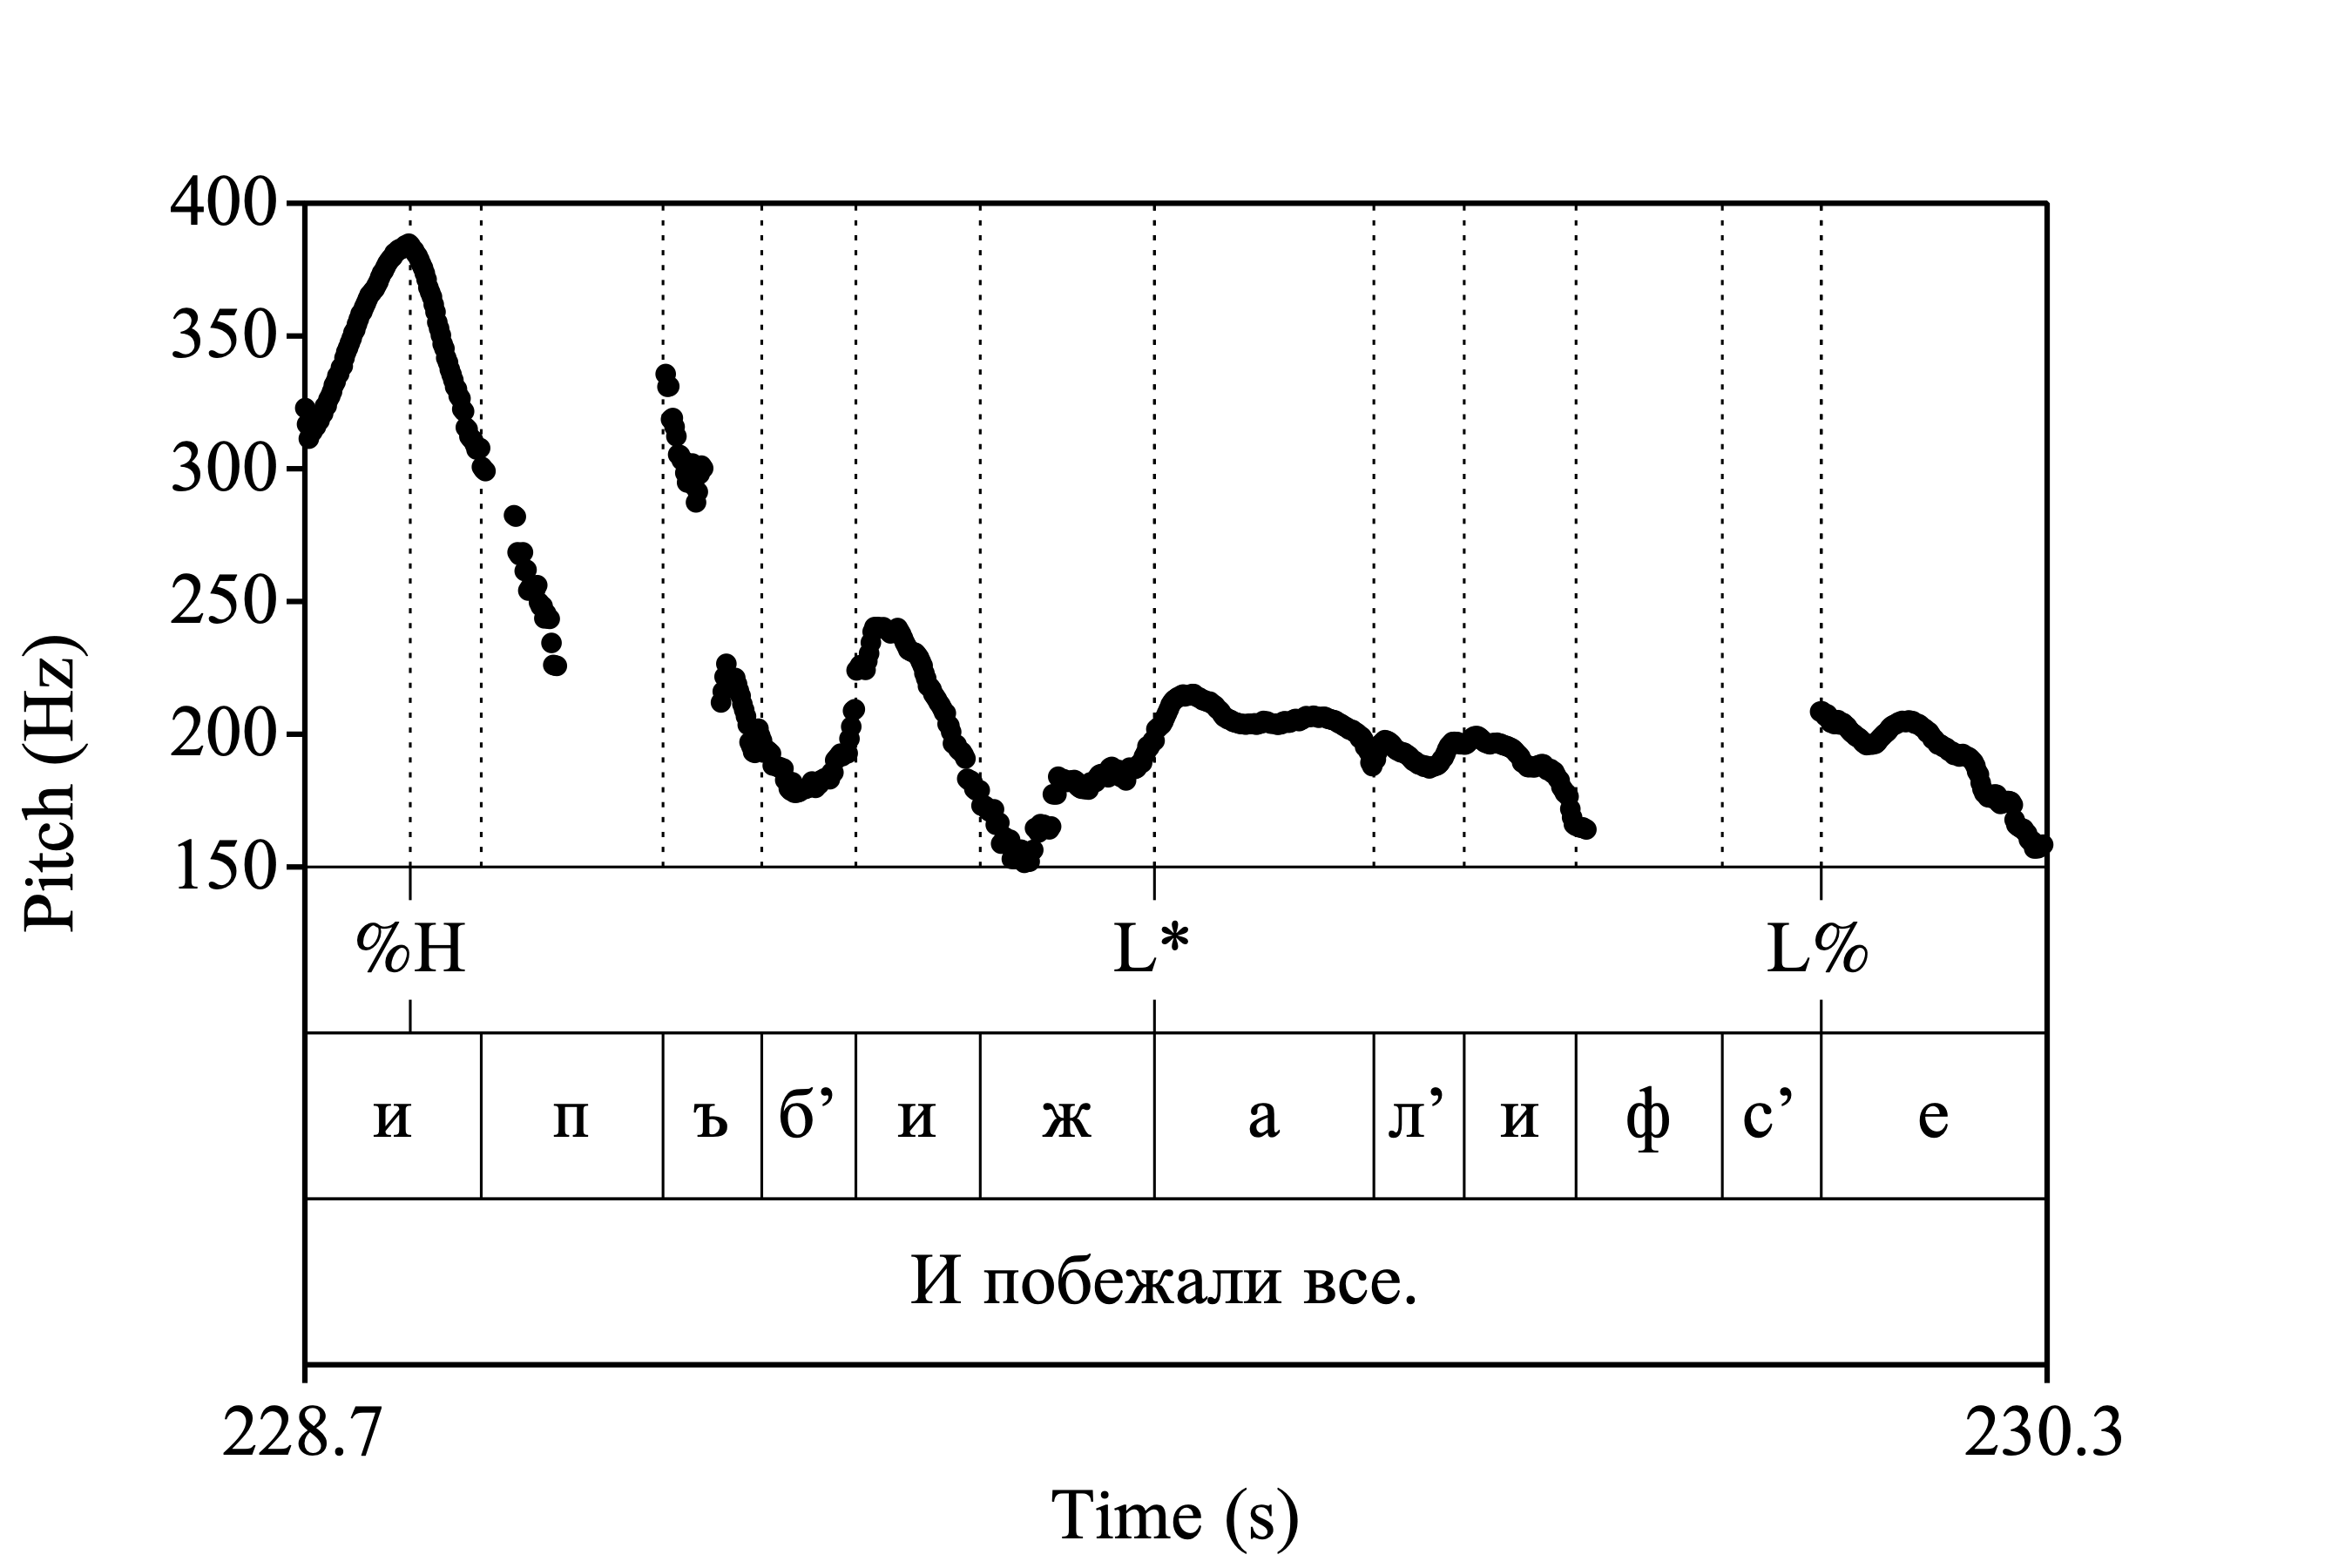 400
350
300
250
200
150
Pitch (Hz)
%H L* L%
и п ъ б’ и ж а л’ и ф с’ е
И побежали все.
228.7 230.3
Time (s)